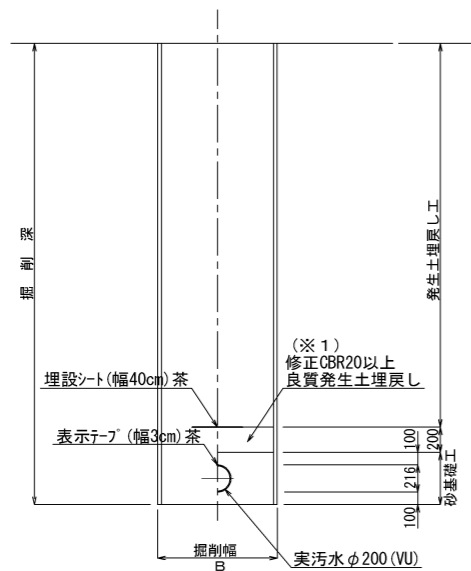 掘削深
発生土埋戻し工
(※1)
修正CBR20以上
良質発生土埋戻し
埋設シート(幅40cm)茶
表示テープ(幅3cm)茶
100
200
216
100
砂基礎工
掘削幅
B
実汚水φ200(VU)